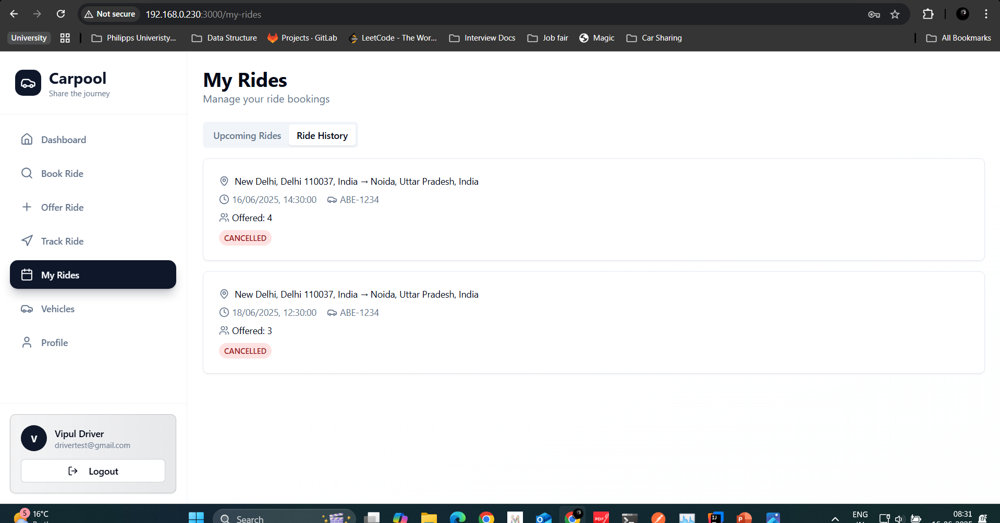 Not secure
192.168.0.230:3000/my-rides
University
Philipps Univeristy...
Data Structure
Projects · GitLab
LeetCode - The Wor...
Interview Docs
Job fair
Magic
Car Sharing
All Bookmarks
Carpool
Share the journey
Dashboard
Book Ride
Offer Ride
Track Ride
My Rides
Vehicles
Profile
V
Vipul Driver
drivertest@gmail.com
Logout
My Rides
Manage your ride bookings
Upcoming Rides
Ride History
New Delhi, Delhi 110037, India → Noida, Uttar Pradesh, India
16/06/2025, 14:30:00 ABE-1234
Offered: 4
CANCELLED
New Delhi, Delhi 110037, India → Noida, Uttar Pradesh, India
18/06/2025, 12:30:00 ABE-1234
Offered: 3
CANCELLED
5
16°C
Search
PDF
IJ
P
ENG
08:31